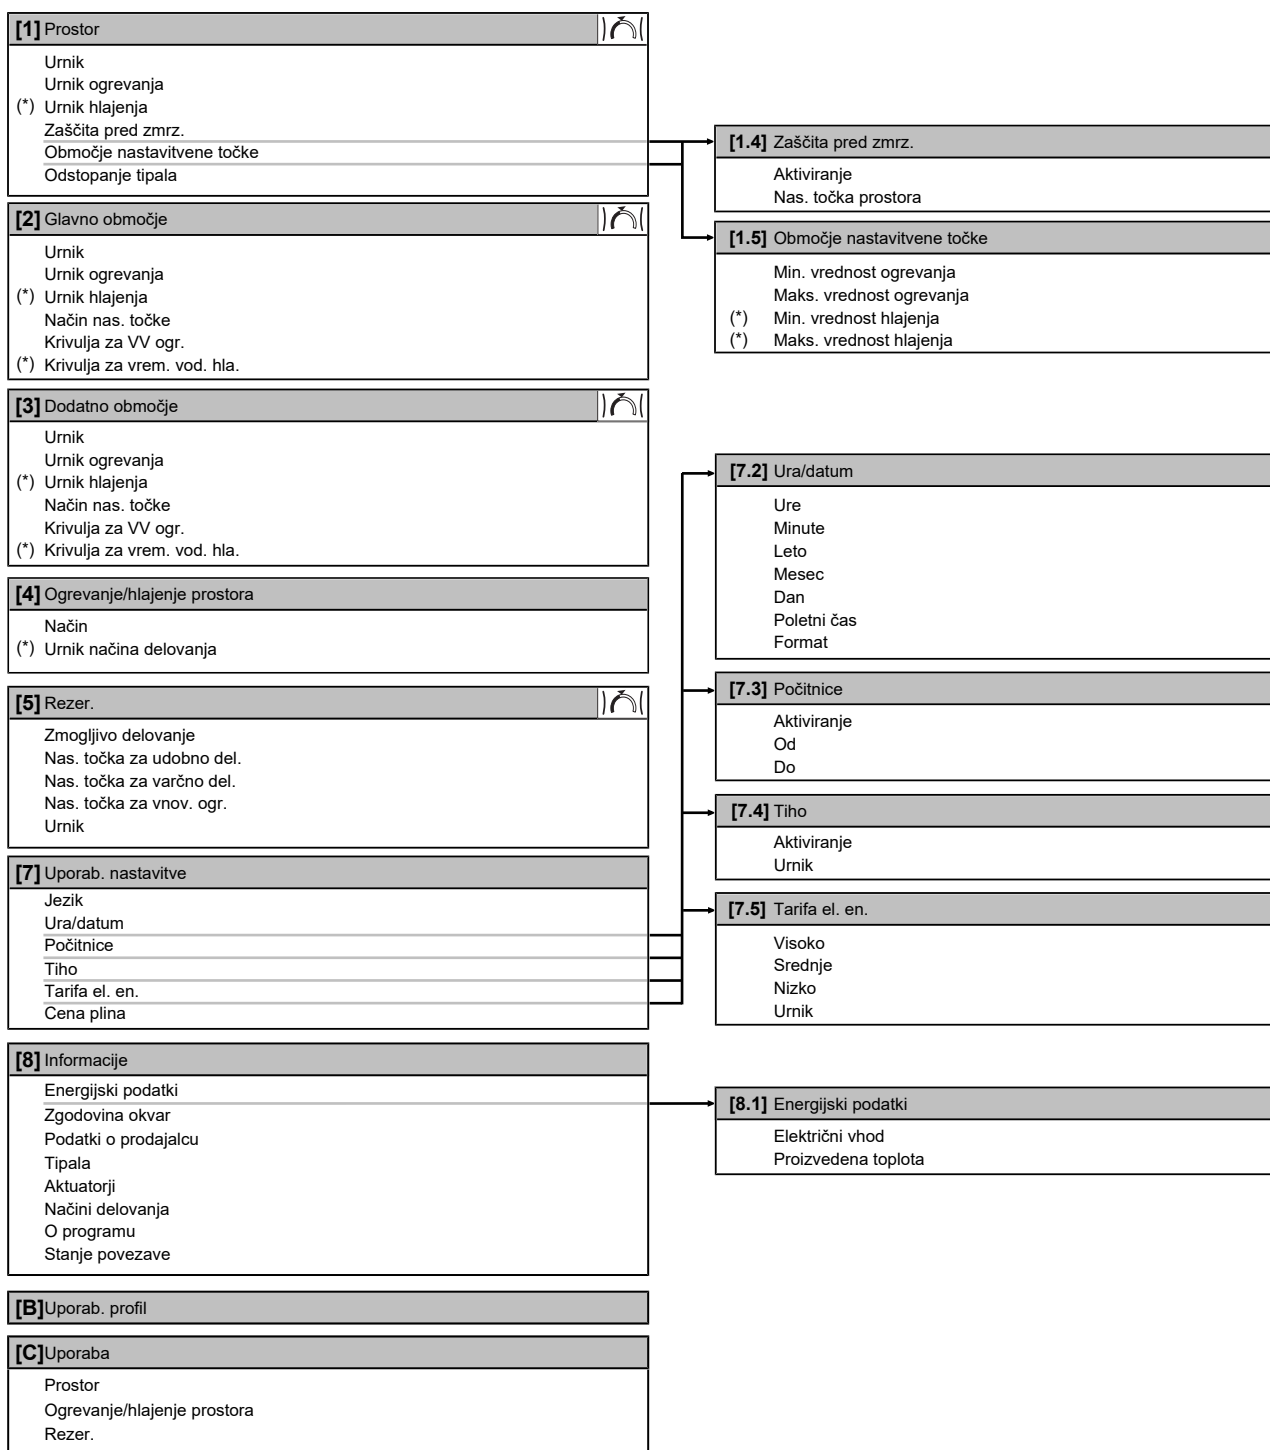 [1] Prostor
Urnik
Urnik ogrevanja
(*) Urnik hlajenja
Zaščita pred zmrz.
Območje nastavitvene točke
Odstopanje tipala
[2] Glavno območje
Urnik
Urnik ogrevanja
(*) Urnik hlajenja
Način nas. točke
Krivulja za VV ogr.
(*) Krivulja za vrem. vod. hla.
[3] Dodatno območje
Urnik
Urnik ogrevanja
(*) Urnik hlajenja
Način nas. točke
Krivulja za VV ogr.
(*) Krivulja za vrem. vod. hla.
[4] Ogrevanje/hlajenje prostora
Način
(*) Urnik načina delovanja
[5] Rezer.
Zmogljivo delovanje
Nas. točka za udobno del.
Nas. točka za varčno del.
Nas. točka za vnov. ogr.
Urnik
[7] Uporab. nastavitve
Jezik
Ura/datum
Počitnice
Tiho
Tarifa el. en.
Cena plina
[8] Informacije
Energijski podatki
Zgodovina okvar
Podatki o prodajalcu
Tipala
Aktuatorji
Načini delovanja
O programu
Stanje povezave
[B] Uporab. profil
[C] Uporaba
Prostor
Ogrevanje/hlajenje prostora
Rezer.
[1.4] Zaščita pred zmrz.
Aktiviranje
Nas. točka prostora
[1.5] Območje nastavitvene točke
Min. vrednost ogrevanja
Maks. vrednost ogrevanja
(*) Min. vrednost hlajenja
(*) Maks. vrednost hlajenja
[7.2] Ura/datum
Ure
Minute
Leto
Mesec
Dan
Poletni čas
Format
[7.3] Počitnice
Aktiviranje
Od
Do
[7.4] Tiho
Aktiviranje
Urnik
[7.5] Tarifa el. en.
Visoko
Srednje
Nizko
Urnik
[8.1] Energijski podatki
Električni vhod
Proizvedena toplota